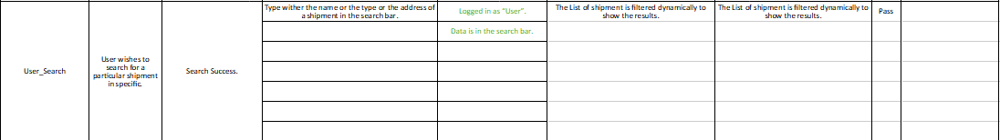 Type wither the name or the type or the address of
a shipment in the search bar.
Logged in as "User".
The List of shipment is filtered dynamically to
show the results.
The List of shipment is filtered dynamically to
show the results.
Pass
Data is in the search bar.
User_Search
User wishes to
search for a
particular shipment
in specific.
Search Success.